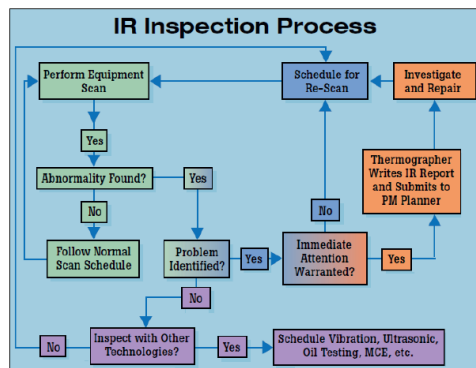 IR Inspection Process
Perform Equipment
Scan
Schedule for
Re-Scan
Investigate
and Repair
Yes
Abnormality Found?
Yes
Thermographer
Writes IR Report
and Submits to
PM Planner
No
No
Follow Normal
Scan Schedule
Problem
Identified?
Yes
Immediate
Attention
Warranted?
Yes
No
No
Inspect with Other
Technologies?
Yes
Schedule Vibration, Ultrasonic,
Oil Testing, MCE, etc.